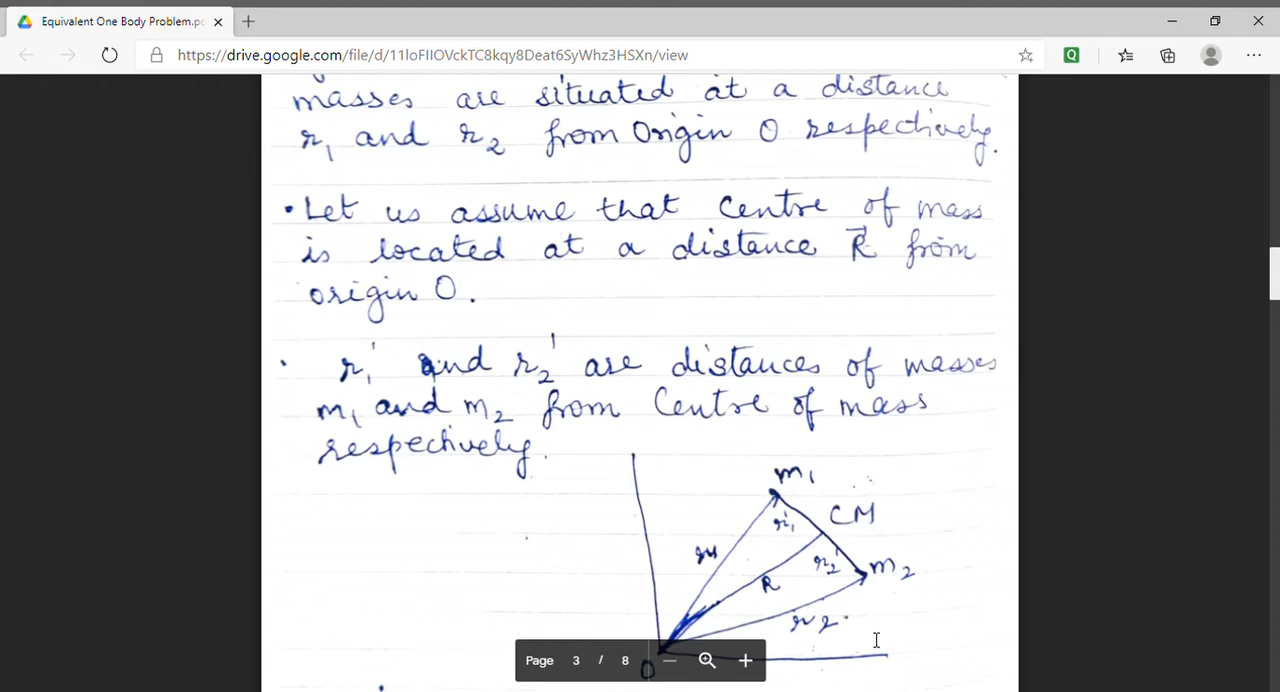 Equivalent One Body Problem.pd
https://drive.google.com/file/d/11loFIIOVckTC8kqy8Deat6SyWhz3HSXn/view
masses are situated at a distance
r₁ and r₂ from Origin O respectively.
• Let us assume that Centre of mass
is located at a distance R⃗ from
origin O.
• r₁' and r₂' are distances of masses
m₁ and m₂ from Centre of mass
respectively.
m₁
r₁'
CM
r₁
r₂'
m₂
R
r₂
O
Page 3 / 8